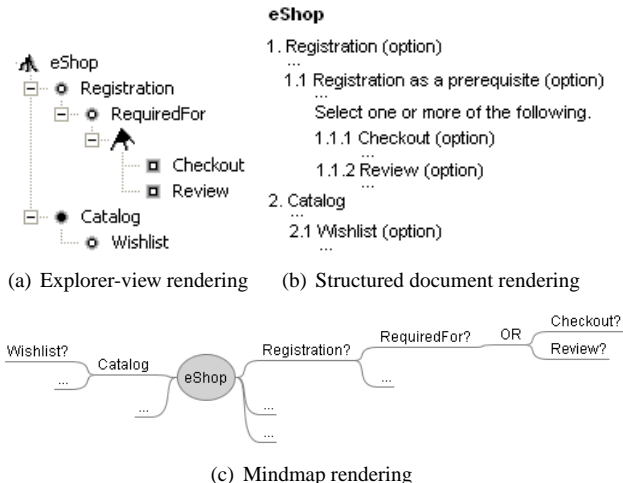 eShop
Registration
RequiredFor
Checkout
Review
Catalog
Wishlist
(a) Explorer-view rendering
eShop
1. Registration (option)
...
1.1 Registration as a prerequisite (option)
...
Select one or more of the following.
1.1.1 Checkout (option)
...
1.1.2 Review (option)
...
2. Catalog
...
2.1 Wishlist (option)
...
(b) Structured document rendering
Wishlist?
...
Catalog
...
eShop
Registration?
RequiredFor?
OR
Checkout?
Review?
...
...
...
(c) Mindmap rendering